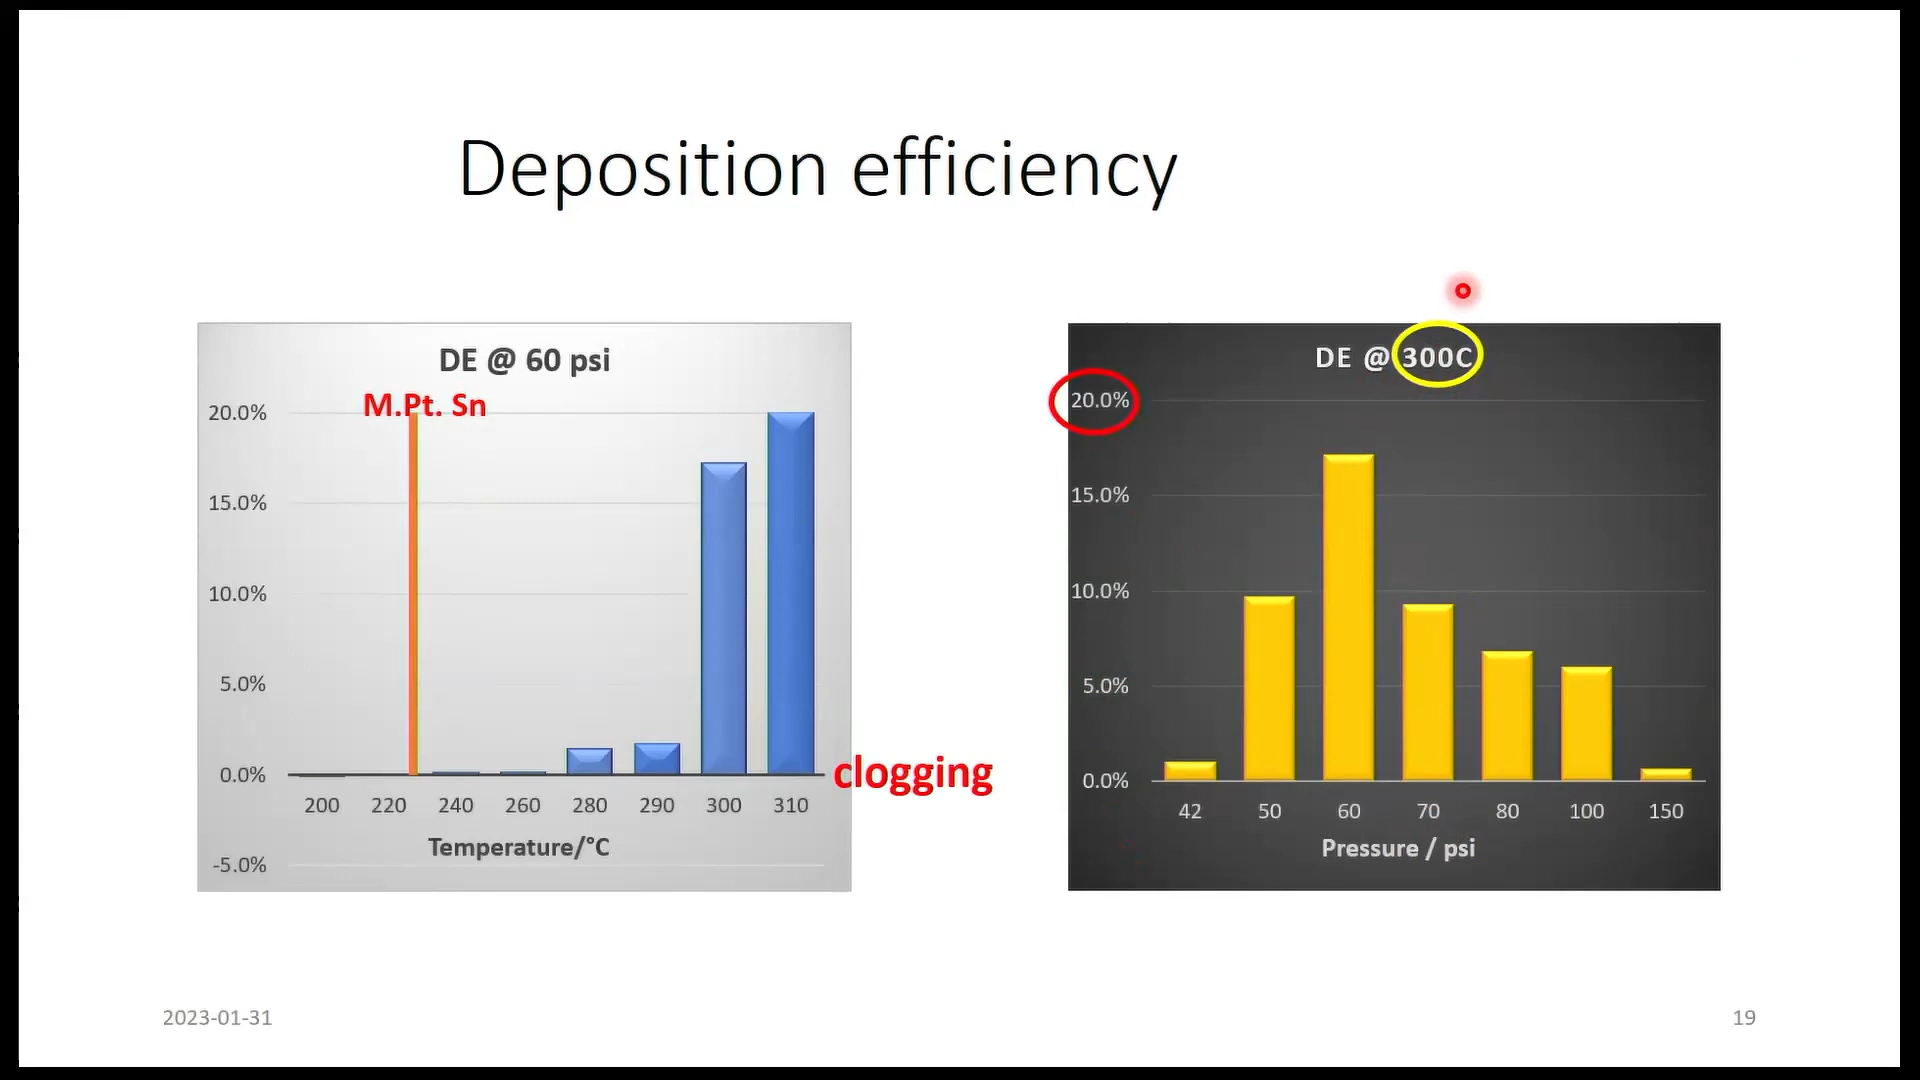 Deposition efficiency
DE @ 60 psi
M.Pt. Sn
20.0%
15.0%
10.0%
5.0%
0.0%
-5.0%
200 220 240 260 280 290 300 310
Temperature/°C
clogging
DE @ 300C
20.0%
15.0%
10.0%
5.0%
0.0%
42 50 60 70 80 100 150
Pressure / psi
2023-01-31
19